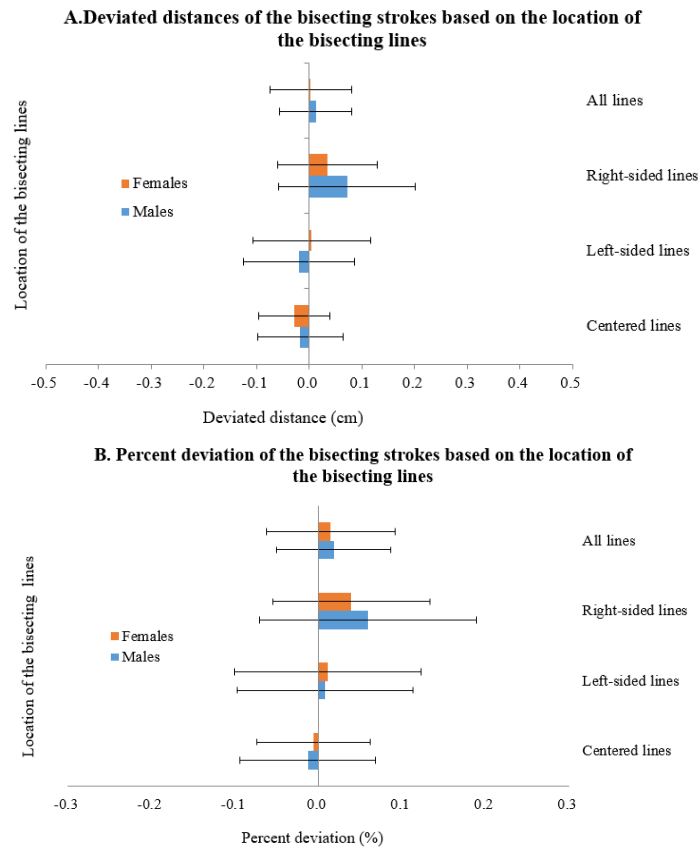 A.Deviated distances of the bisecting strokes based on the location of
the bisecting lines
Location of the bisecting lines
All lines
Right-sided lines
Females
Males
Left-sided lines
Centered lines
-0.5 -0.4 -0.3 -0.2 -0.1 0.0 0.1 0.2 0.3 0.4 0.5
Deviated distance (cm)
B. Percent deviation of the bisecting strokes based on the location of
the bisecting lines
Location of the bisecting lines
All lines
Right-sided lines
Females
Males
Left-sided lines
Centered lines
-0.3 -0.2 -0.1 0.0 0.1 0.2 0.3
Percent deviation (%)